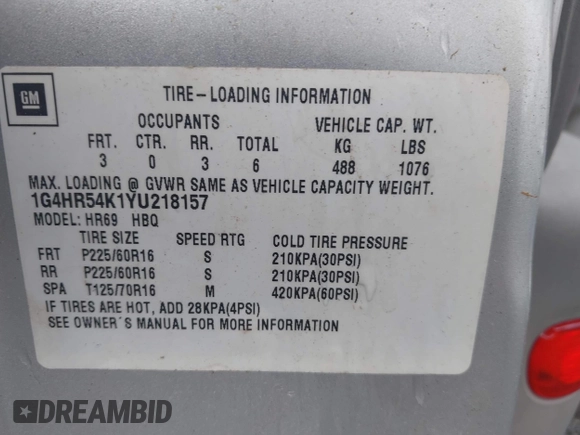 GM
TIRE-LOADING INFORMATION
OCCUPANTS VEHICLE CAP. WT.
FRT. CTR. RR. TOTAL KG LBS
3 0 3 6 488 1076
MAX. LOADING @ GVWR SAME AS VEHICLE CAPACITY WEIGHT.
1G4HR54K1YU218157
MODEL: HR69 HBQ
TIRE SIZE SPEED RTG COLD TIRE PRESSURE
FRT P225/60R16 S 210KPA(30PSI)
RR P225/60R16 S 210KPA(30PSI)
SPA T125/70R16 M 420KPA(60PSI)
IF TIRES ARE HOT, ADD 28KPA(4PSI)
SEE OWNER'S MANUAL FOR MORE INFORMATION
DREAMBID